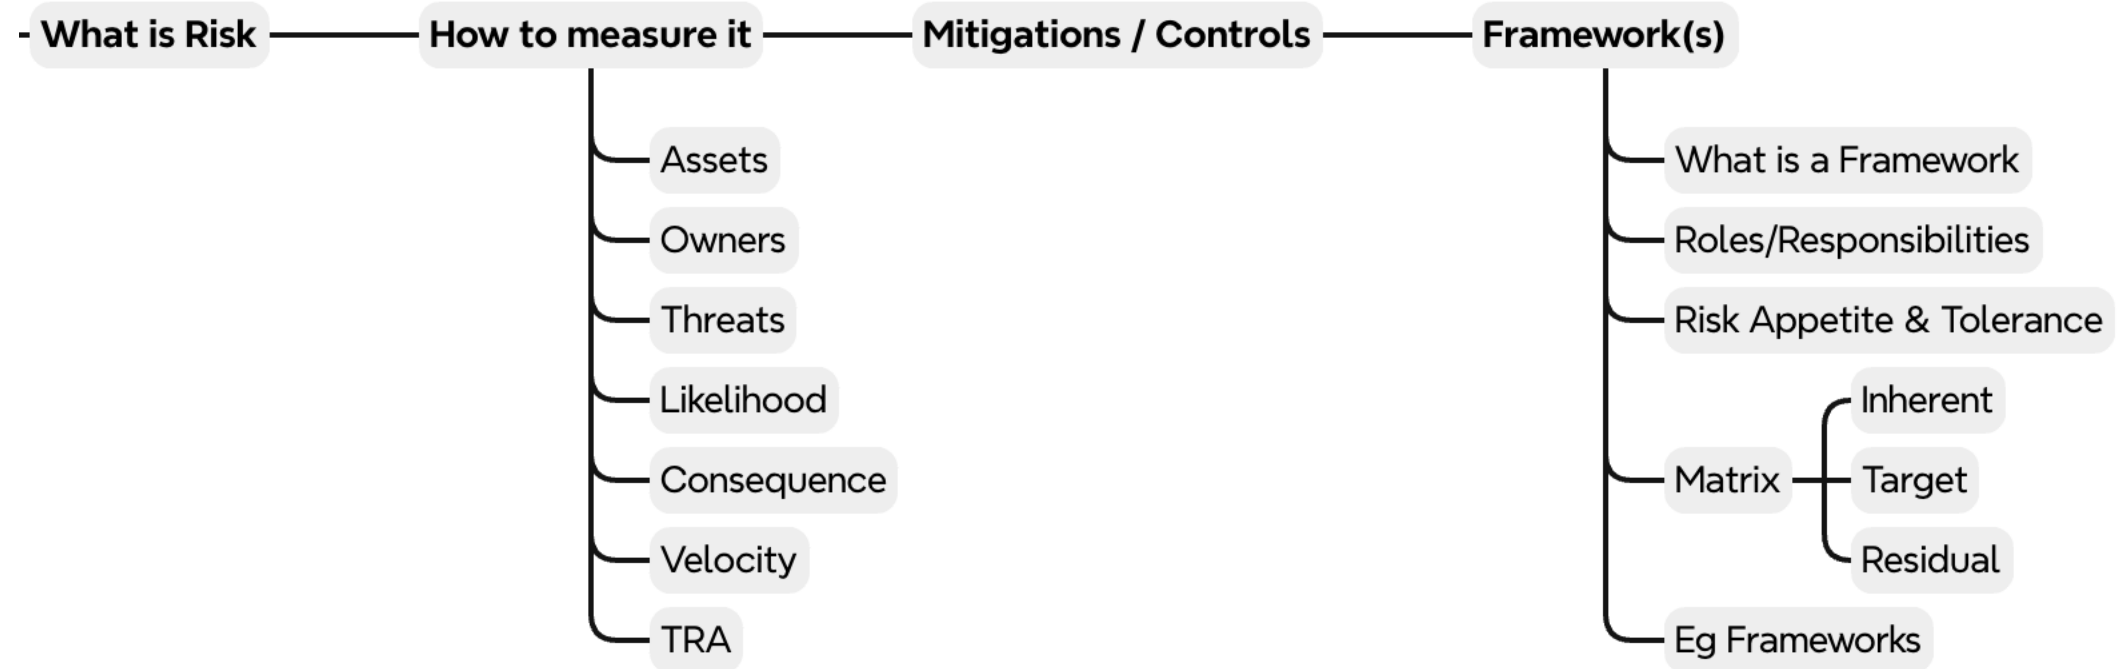 What is Risk
How to measure it
Mitigations / Controls
Framework(s)
Assets
Owners
Threats
Likelihood
Consequence
Velocity
TRA
What is a Framework
Roles/Responsibilities
Risk Appetite & Tolerance
Matrix
Inherent
Target
Residual
Eg Frameworks